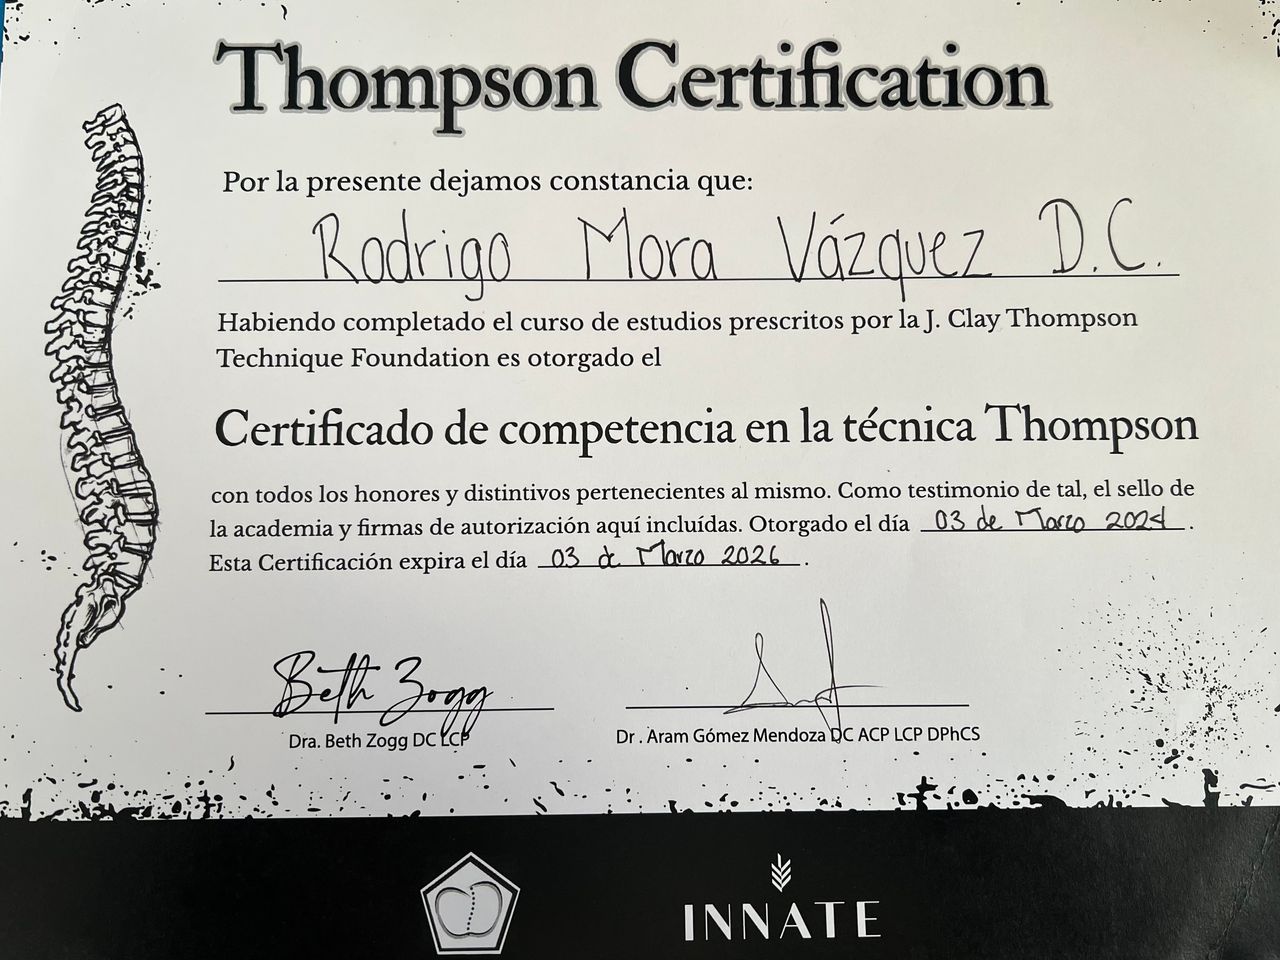 Thompson Certification
Por la presente dejamos constancia que:
Rodrigo Mora Vázquez D.C.
Habiendo completado el curso de estudios prescritos por la J. Clay Thompson
Technique Foundation es otorgado el
Certificado de competencia en la técnica Thompson
con todos los honores y distintivos pertenecientes al mismo. Como testimonio de tal, el sello de
la academia y firmas de autorización aquí incluídas. Otorgado el día 03 de Marzo 2024.
Esta Certificación expira el día 03 de Marzo 2026.
Beth Zogg
Dra. Beth Zogg DC LCP
Dr . Aram Gómez Mendoza DC ACP LCP DPhCS
INNATE